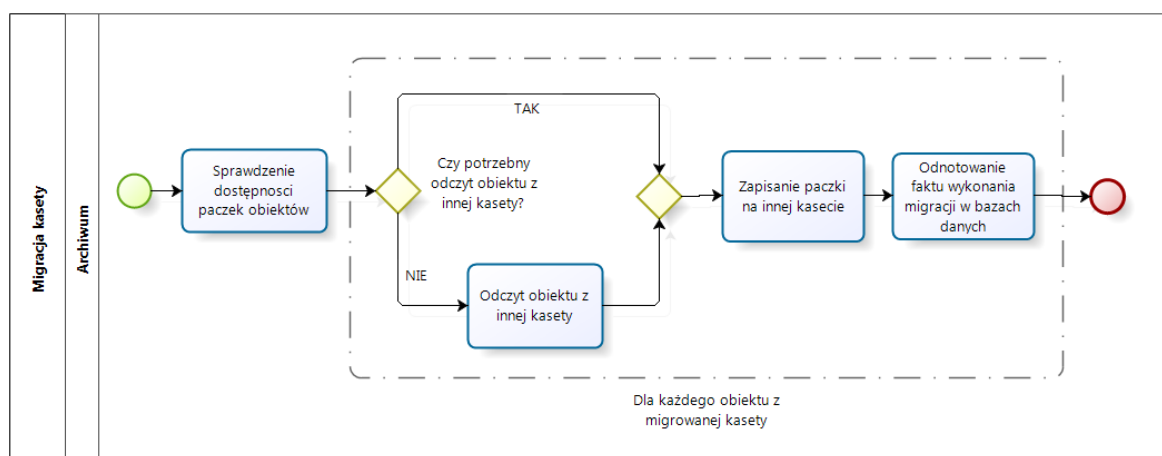 Migracja kasety
Archiwum
Sprawdzenie
dostępnosci
paczek obiektów
TAK
Czy potrzebny
odczyt obiektu z
innej kasety?
NIE
Odczyt obiektu z
innej kasety
Zapisanie paczki
na innej kasecie
Odnotowanie
faktu wykonania
migracji w bazach
danych
Dla każdego obiektu z
migrowanej kasety